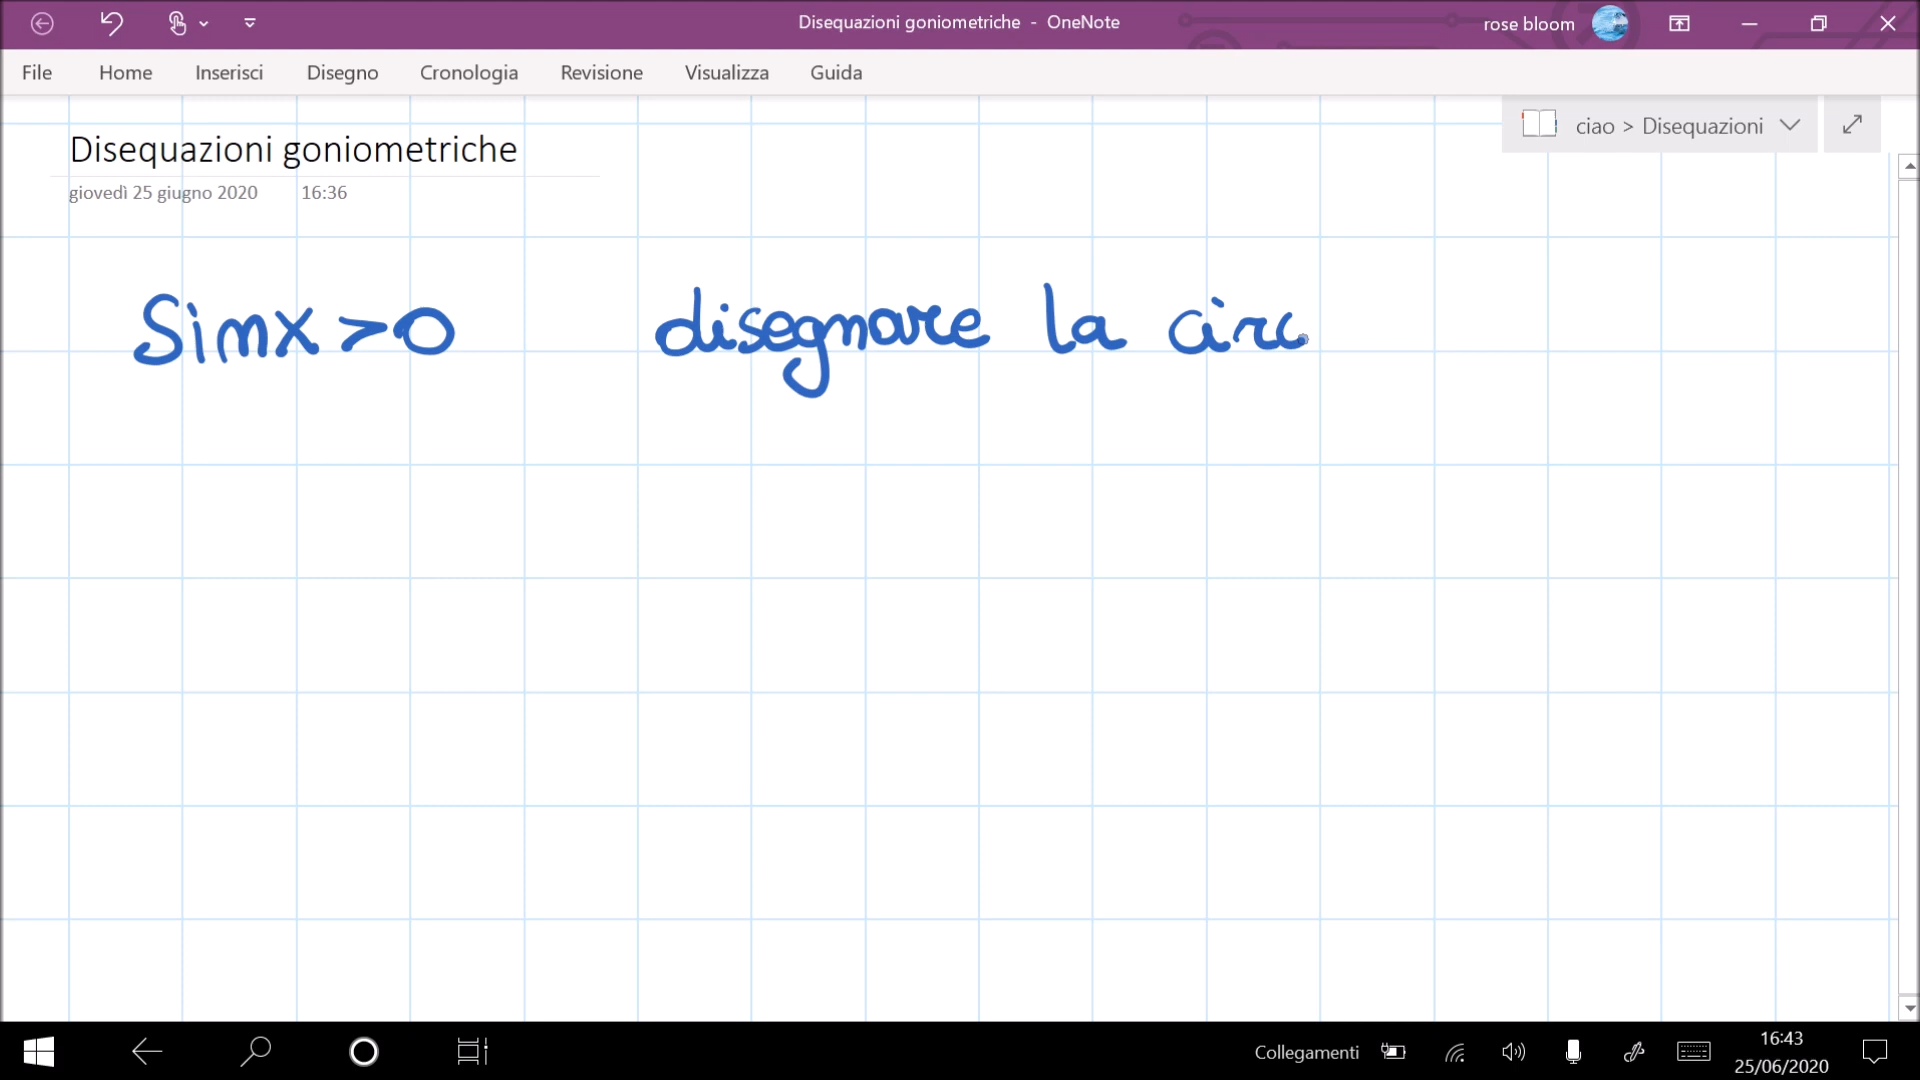 Disequazioni goniometriche - OneNote
rose bloom
File Home Inserisci Disegno Cronologia Revisione Visualizza Guida
ciao > Disequazioni
Disequazioni goniometriche
giovedì 25 giugno 2020 16:36
Sinx>0 disegnare la circ
Collegamenti
16:43
25/06/2020